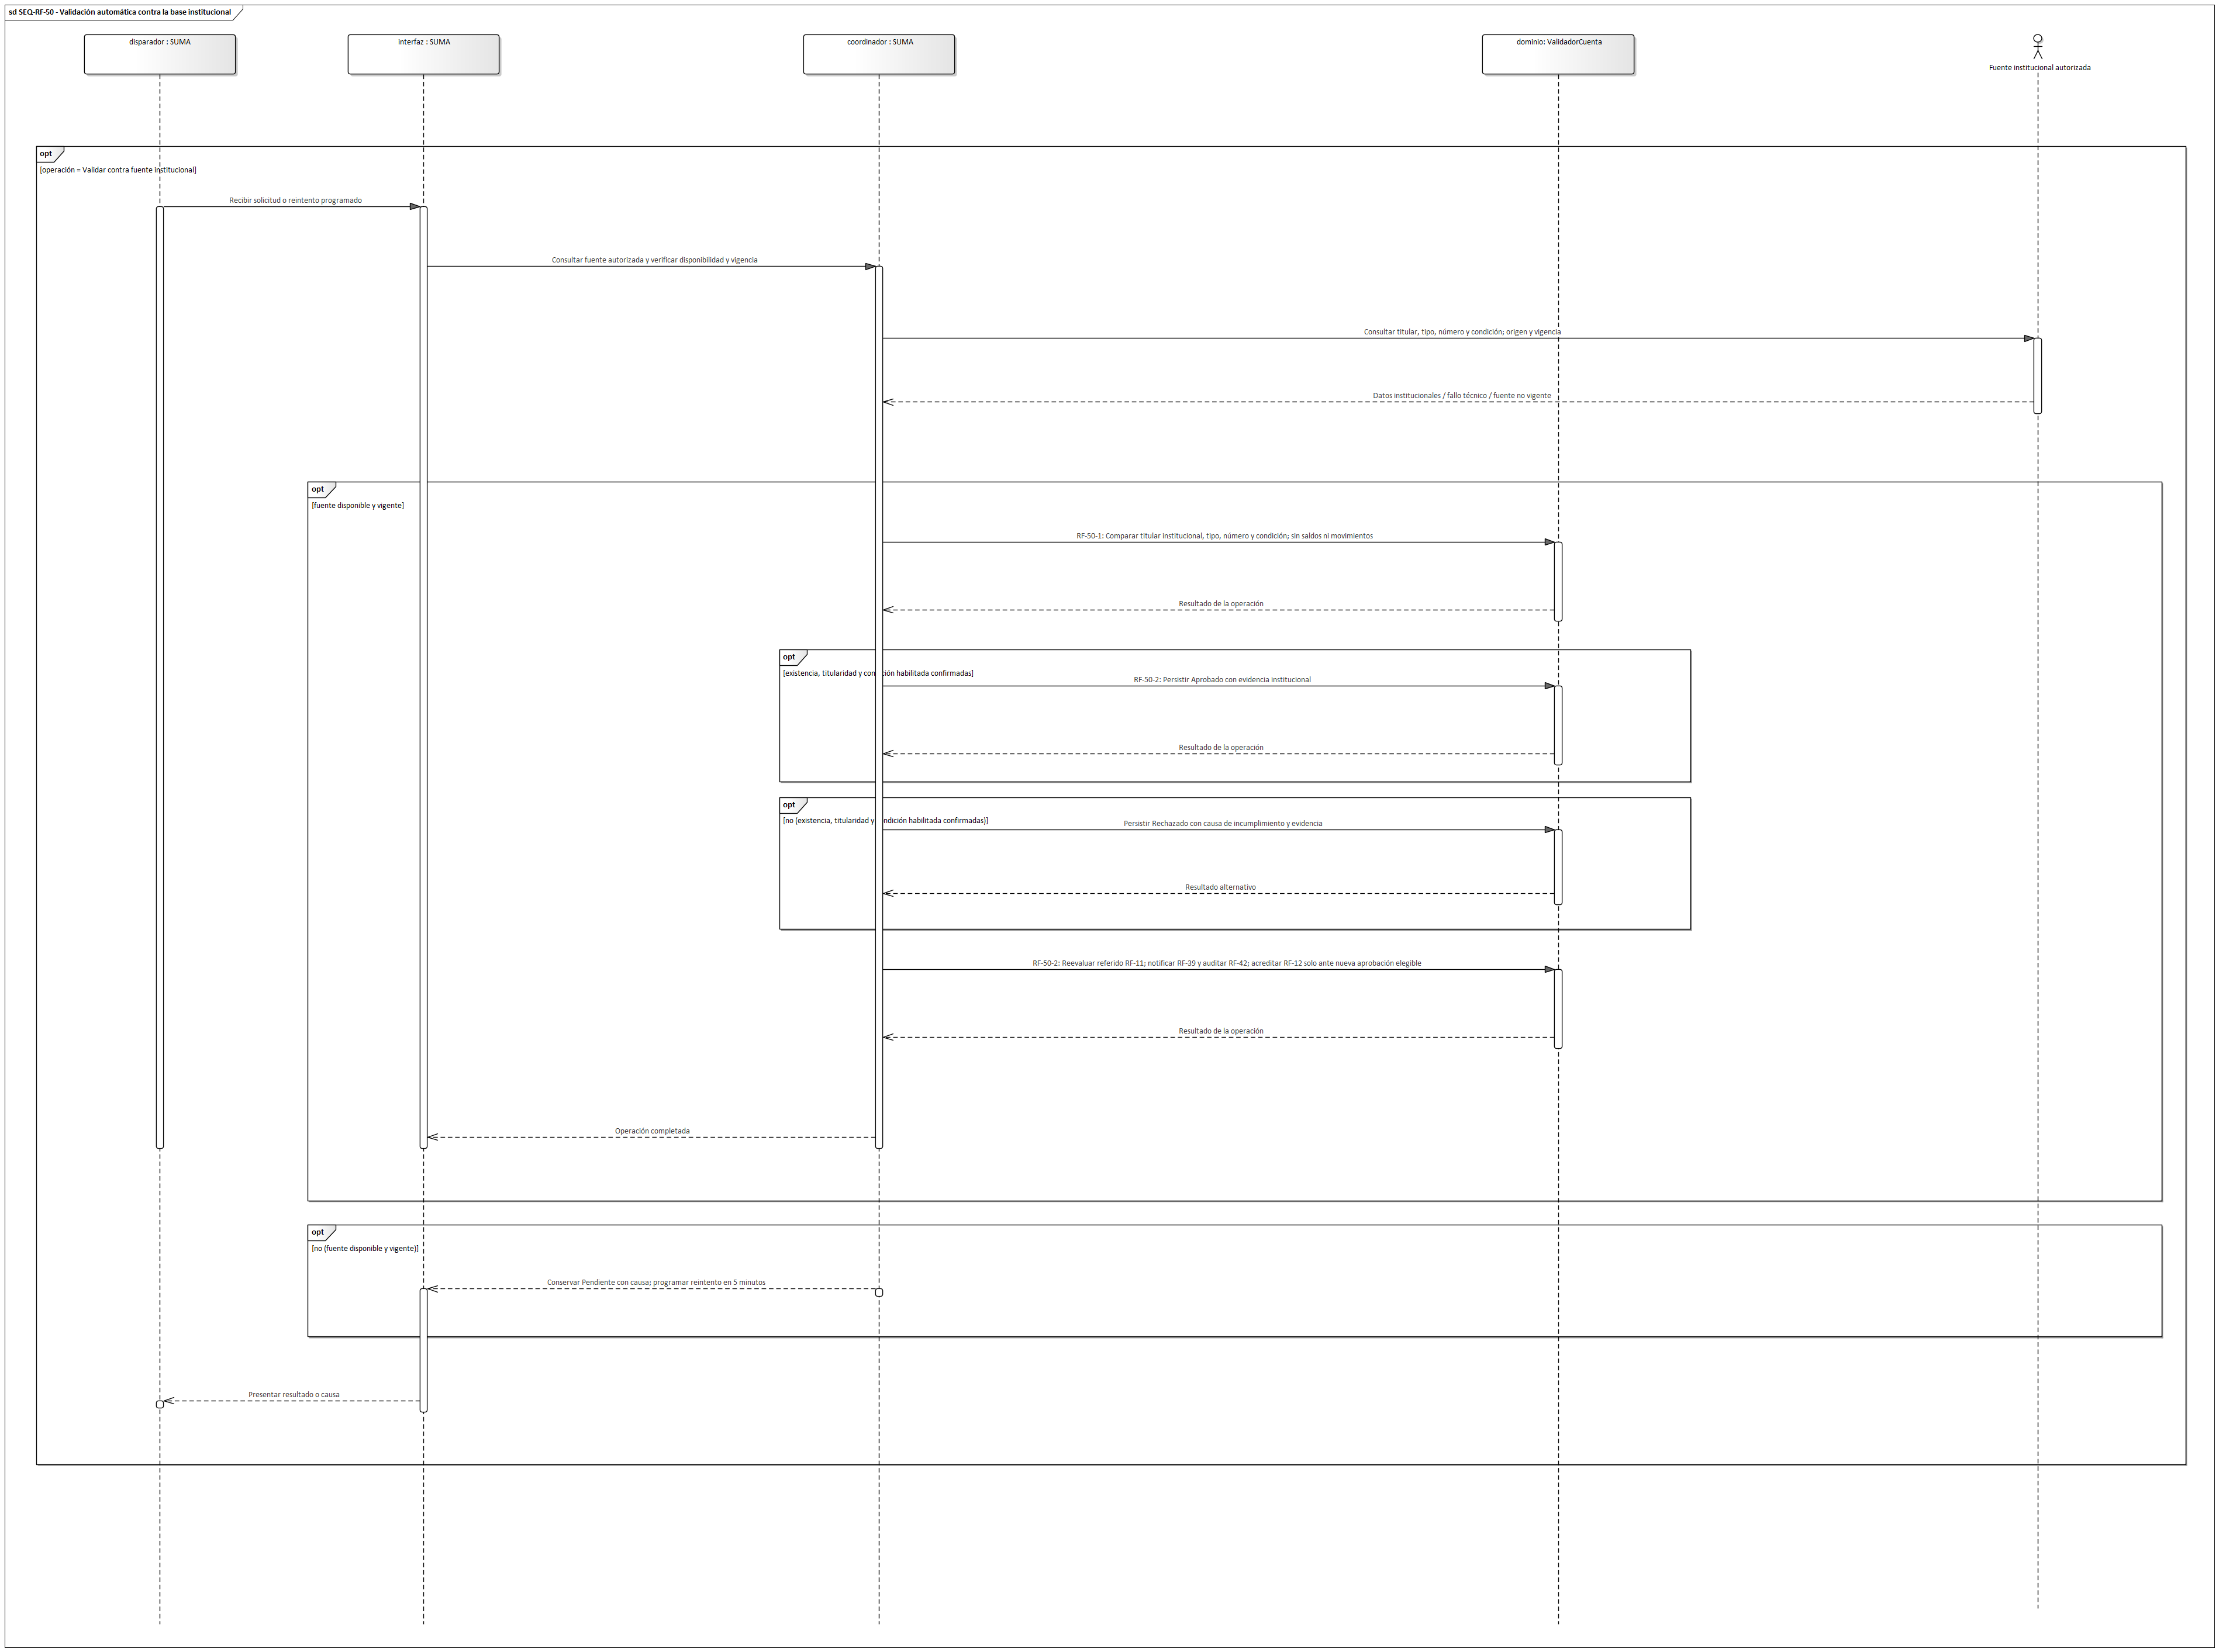 sd SEQ-RF-50 - Validación automática contra la base institucional
disparador : SUMA
interfaz : SUMA
coordinador : SUMA
dominio: ValidadorCuenta
Fuente institucional autorizada
opt
[operación = Validar contra fuente institucional]
Recibir solicitud o reintento programado
Consultar fuente autorizada y verificar disponibilidad y vigencia
Consultar titular, tipo, número y condición; origen y vigencia
Datos institucionales / fallo técnico / fuente no vigente
opt
[fuente disponible y vigente]
RF-50-1: Comparar titular institucional, tipo, número y condición; sin saldos ni movimientos
Resultado de la operación
opt
[existencia, titularidad y condición habilitada confirmadas]
RF-50-2: Persistir Aprobado con evidencia institucional
Resultado de la operación
opt
[no (existencia, titularidad y condición habilitada confirmadas)]
Persistir Rechazado con causa de incumplimiento y evidencia
Resultado alternativo
RF-50-2: Reevaluar referido RF-11; notificar RF-39 y auditar RF-42; acreditar RF-12 solo ante nueva aprobación elegible
Resultado de la operación
Operación completada
opt
[no (fuente disponible y vigente)]
Conservar Pendiente con causa; programar reintento en 5 minutos
Presentar resultado o causa